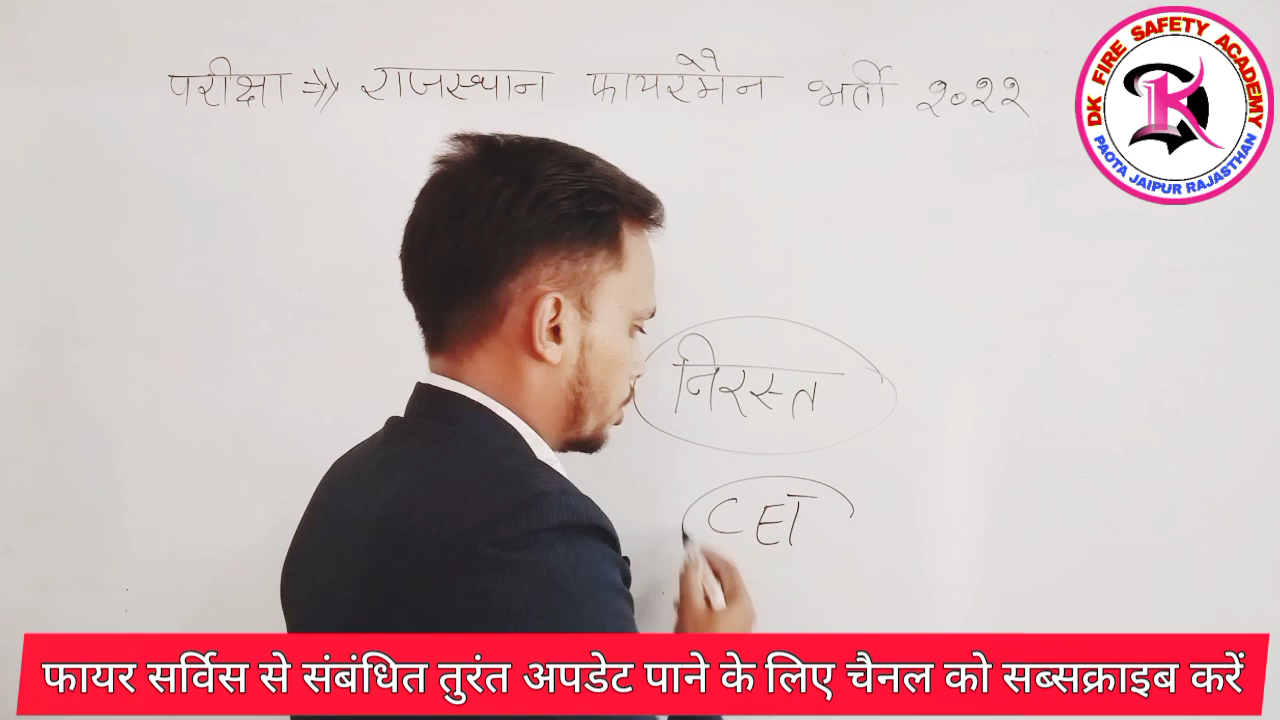 परीक्षा ⇒» राजस्थान फायरमैन भर्ती २०२२
DK FIRE SAFETY ACADEMY
K
PAOTA JAIPUR RAJASTHAN
निरस्त
CET
फायर सर्विस से संबंधित तुरंत अपडेट पाने के लिए चैनल को सब्सक्राइब करें